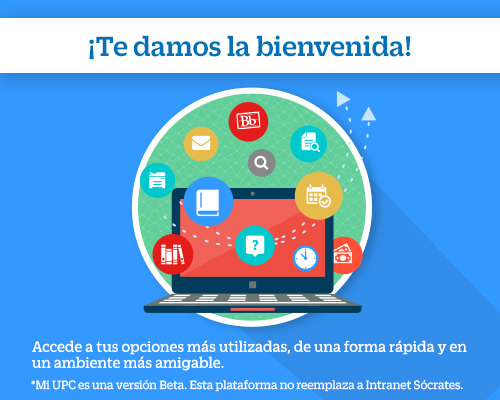 ¡Te damos la bienvenida!
Bb
?
Accede a tus opciones más utilizadas, de una forma rápida y en
un ambiente más amigable.
*Mi UPC es una versión Beta. Esta plataforma no reemplaza a Intranet Sócrates.